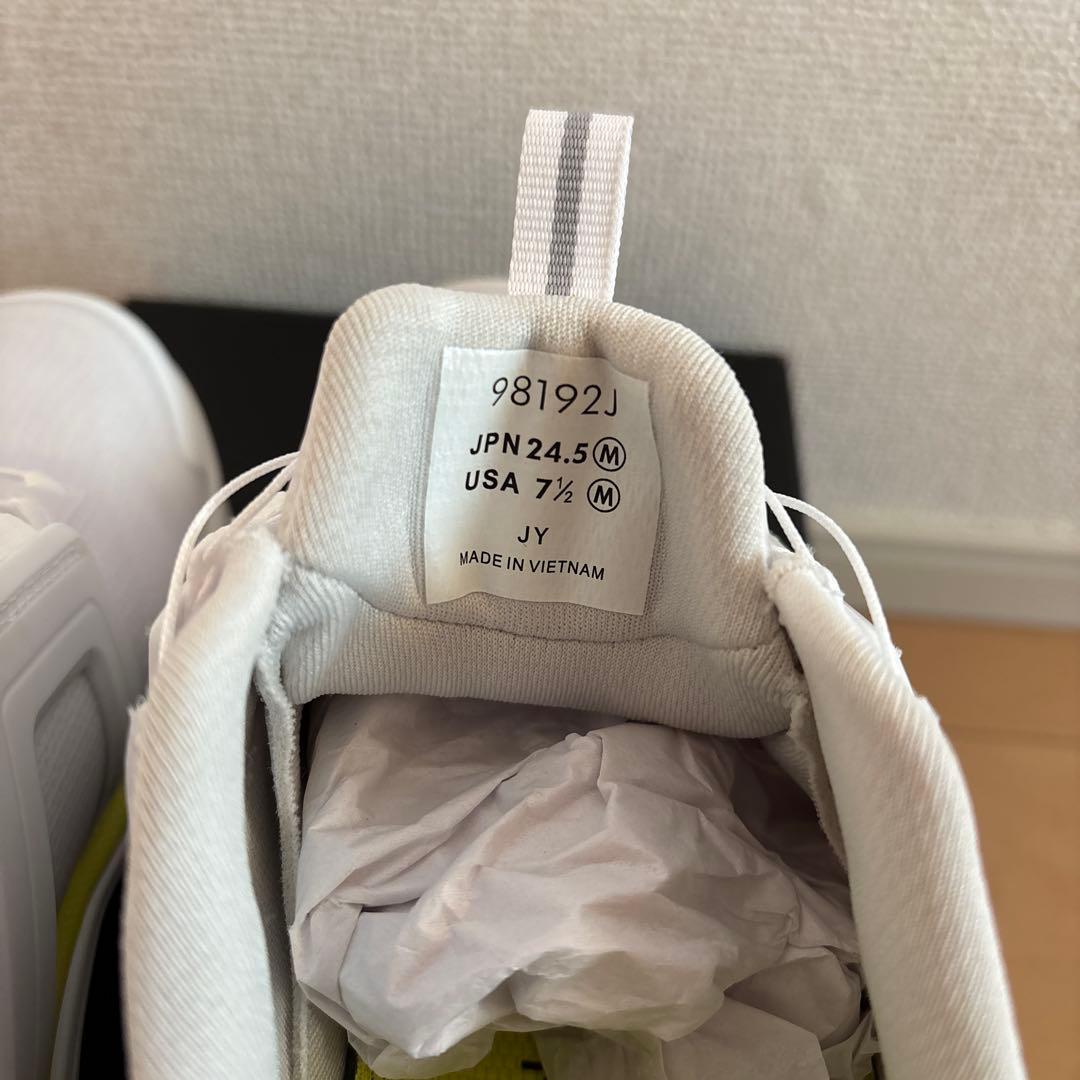 98192J
JPN 24.5 Ⓜ
USA 7½ Ⓜ
JY
MADE IN VIETNAM